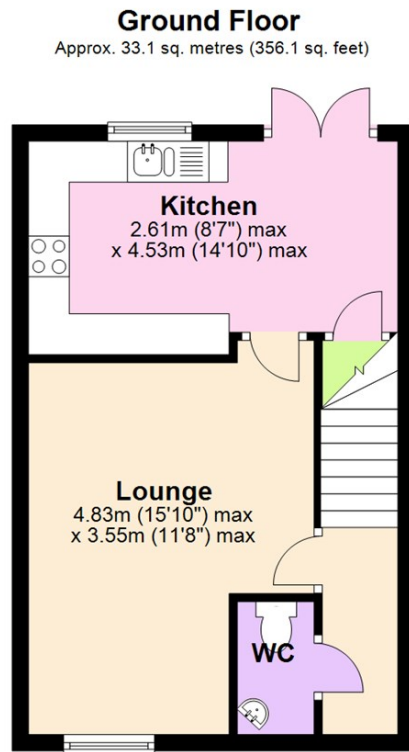 Ground Floor
Approx. 33.1 sq. metres (356.1 sq. feet)
Kitchen
2.61m (8'7") max
x 4.53m (14'10") max
Lounge
4.83m (15'10") max
x 3.55m (11'8") max
WC